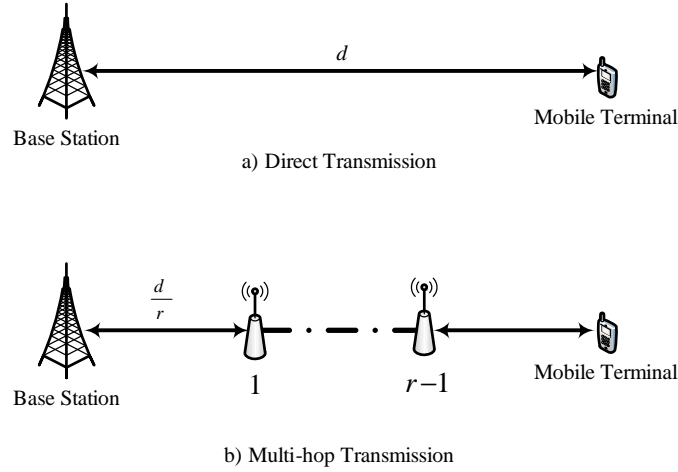 d
Base Station
Mobile Terminal
a) Direct Transmission
d
r
1
r−1
Base Station
Mobile Terminal
b) Multi-hop Transmission